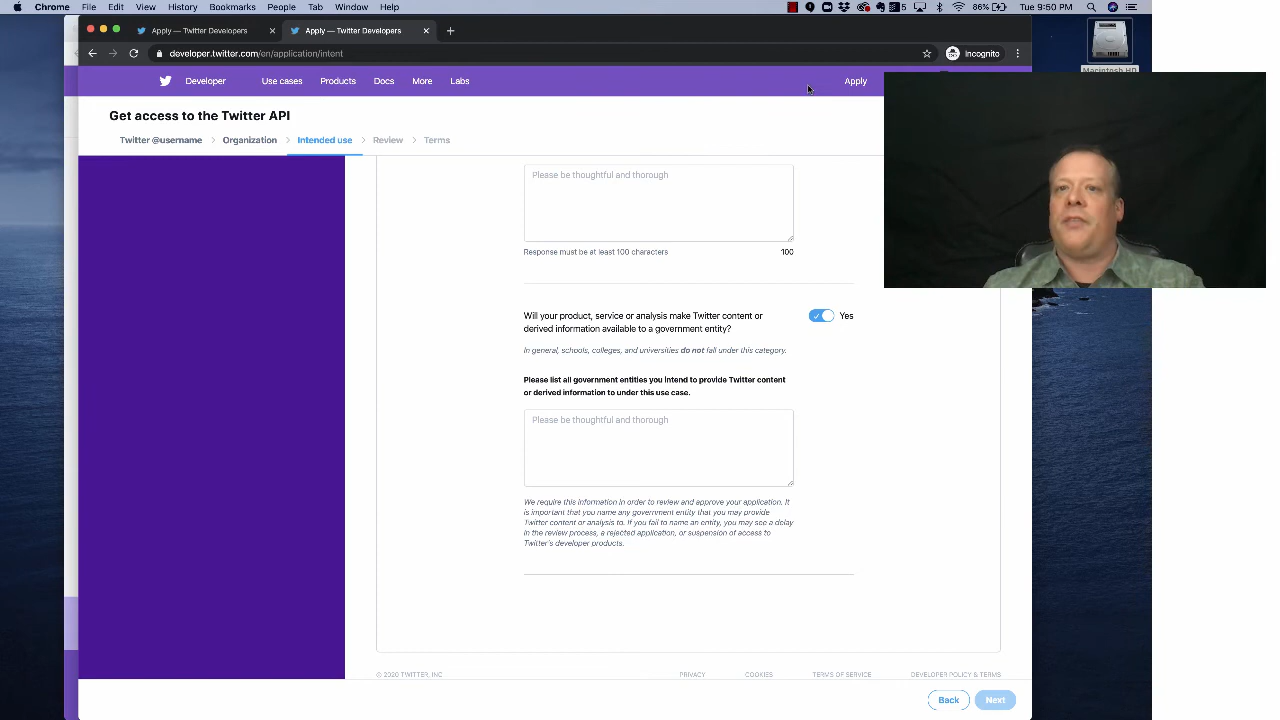 Chrome File Edit View History Bookmarks People Tab Window Help
5
Tue 9:50 PM
Apply — Twitter Developers
Apply — Twitter Developers
developer.twitter.com/en/application/intent
Incognito
Macintosh HD
Developer Use cases Products Docs More Labs Apply
Get access to the Twitter API
Twitter @username > Organization > Intended use > Review > Terms
Please be thoughtful and thorough
Response must be at least 100 characters 100
Will your product, service or analysis make Twitter content or
derived information available to a government entity?
Yes
In general, schools, colleges, and universities do not fall under this category.
Please list all government entities you intend to provide Twitter content
or derived information to under this use case.
Please be thoughtful and thorough
We require this information in order to review and approve your application. It
is important that you name any government entity that you may provide
Twitter content or analysis to. If you fail to name an entity, you may see a delay
in the review process, a rejected application, or suspension of access to
Twitter's developer products.
© 2020 TWITTER, INC. PRIVACY COOKIES TERMS OF SERVICE DEVELOPER POLICY & TERMS
Back Next